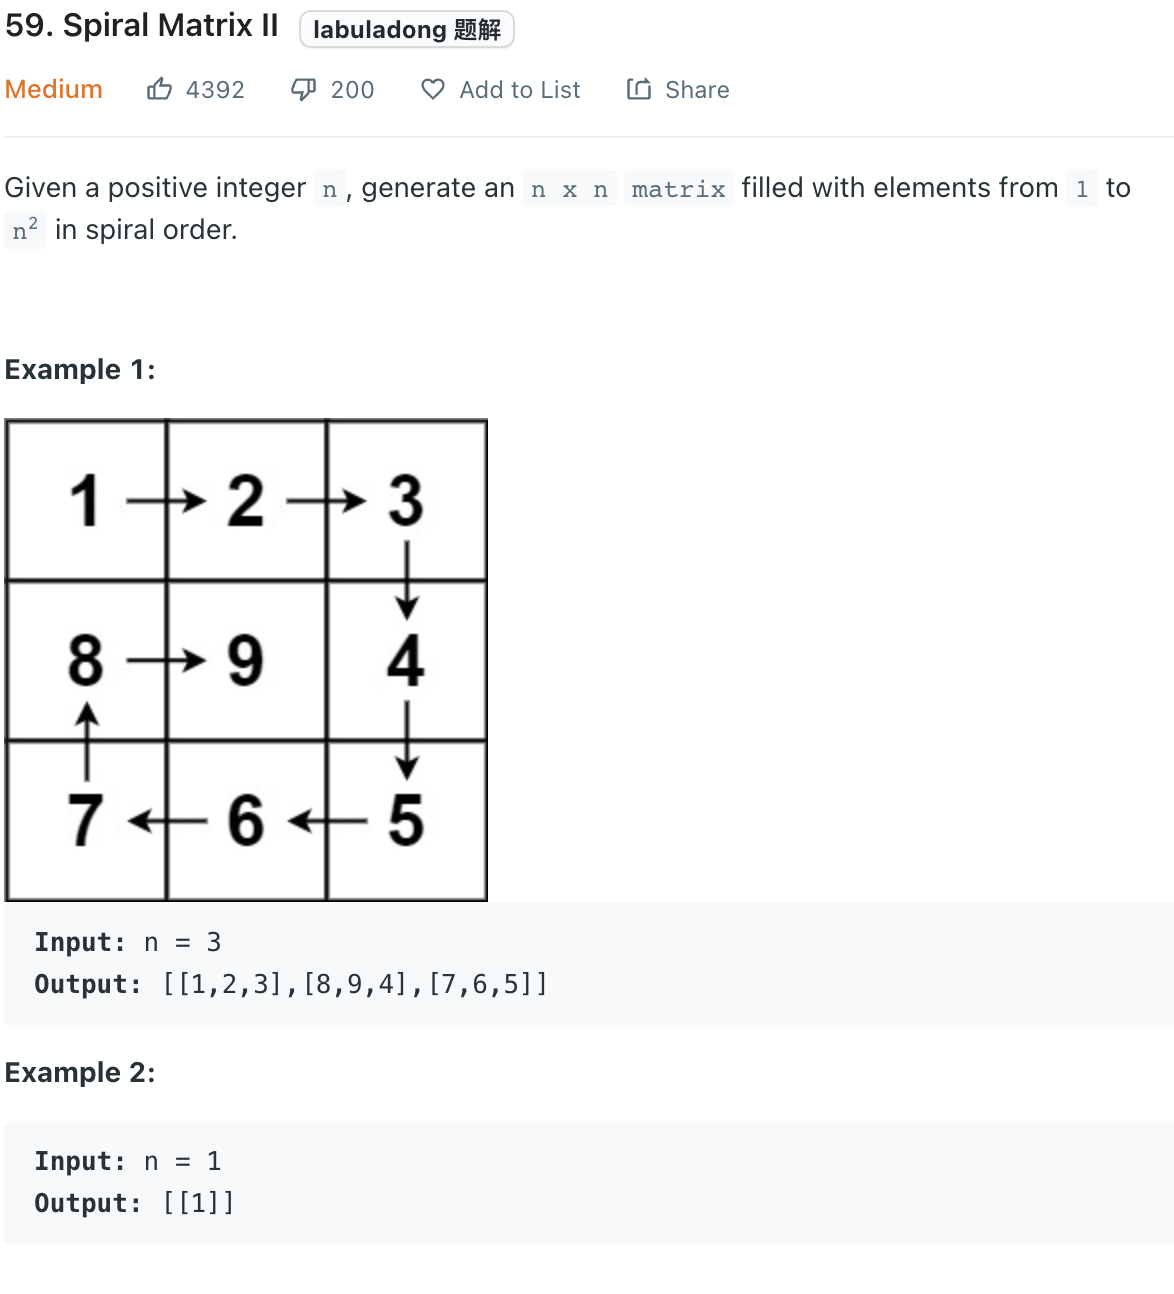 59. Spiral Matrix II labuladong 题解
Medium 4392 200 Add to List Share
Given a positive integer n, generate an n x n matrix filled with elements from 1 to
n² in spiral order.
Example 1:
1 2 3
8 9 4
7 6 5
Input: n = 3
Output: [[1,2,3],[8,9,4],[7,6,5]]
Example 2:
Input: n = 1
Output: [[1]]